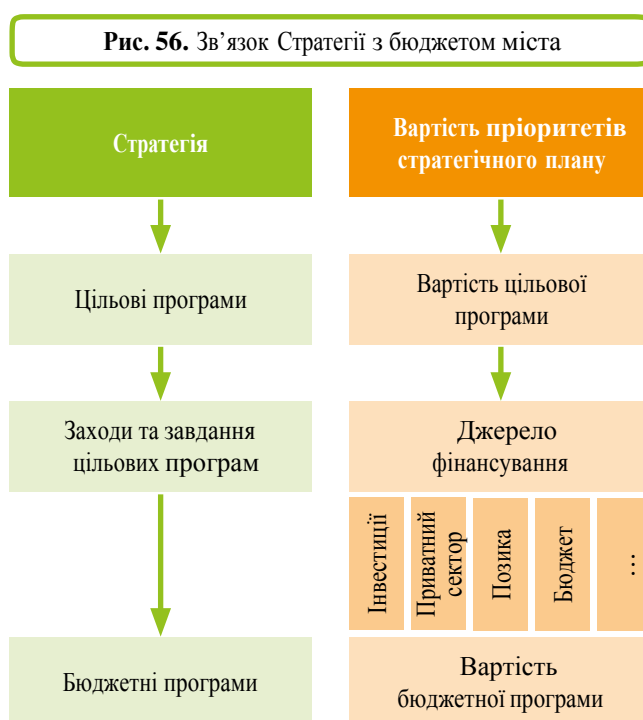 Рис. 56. Зв’язок Стратегії з бюджетом міста
Стратегія
Вартість пріоритетів
стратегічного плану
Цільові програми
Вартість цільової
програми
Заходи та завдання
цільових програм
Джерело
фінансування
Інвестиції
Приватний
сектор
Позика
Бюджет
...
Бюджетні програми
Вартість
бюджетної програми